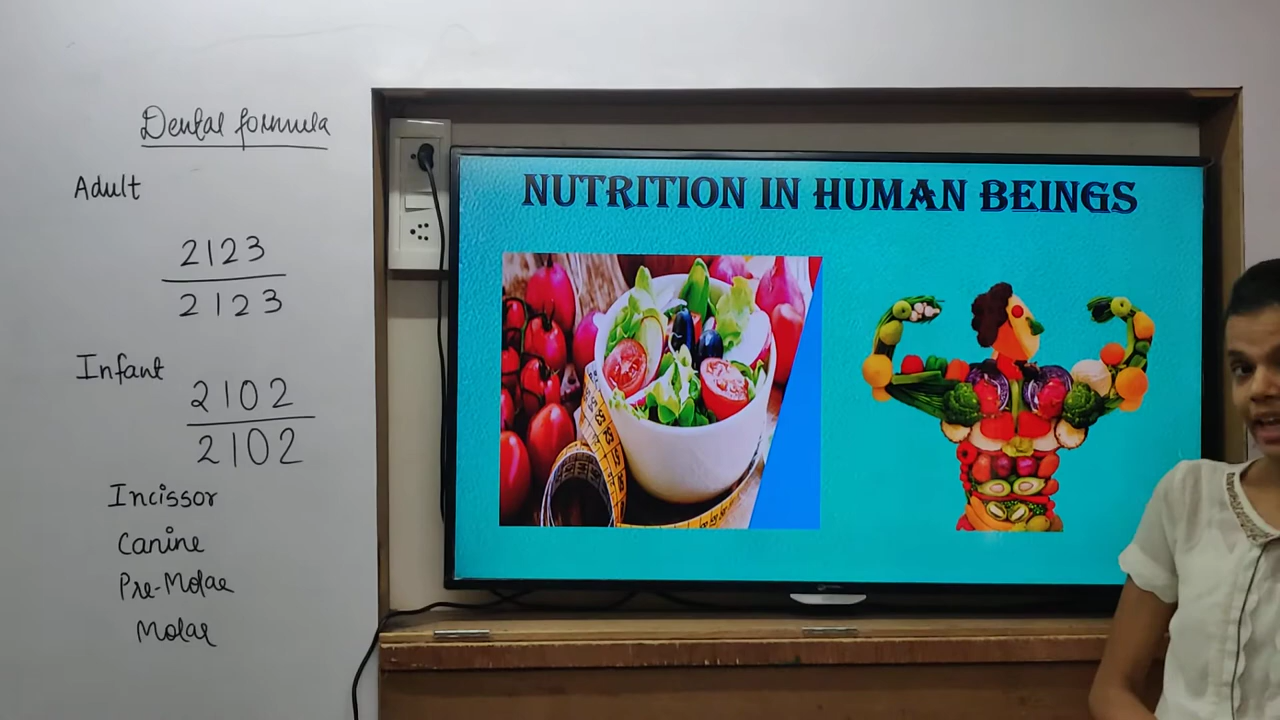 Dental formula
Adult
2123
2123
Infant
2102
2102
Incissor
Canine
Pre-Molar
Molar
NUTRITION IN HUMAN BEINGS